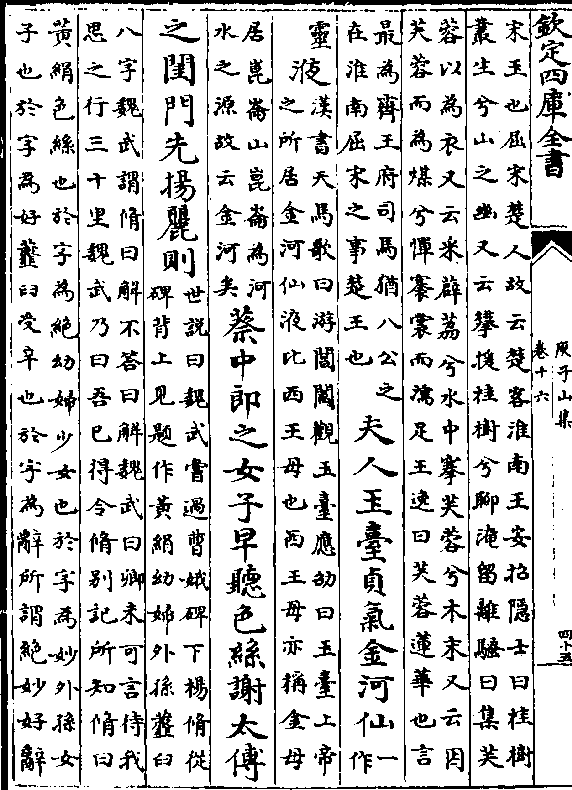 欽定四庫全書
庾子山集
卷十六
四十五
宋玉也屈宋楚人故云楚客淮南王安招隱士曰桂樹
叢生兮山之幽又云攀援桂樹兮聊淹留離騷曰集芙
蓉以為衣又云采薜荔兮水中搴芙蓉兮木末又云因
芙蓉而為媒兮憚褰裳而濡足王逸曰芙蓉蓮華也言
最為齊王府司馬猶八公之
在淮南屈宋之事楚王也
夫人玉臺貞氣金河仙一作
靈液
漢書天馬歌曰游閶闔觀玉臺應劭曰玉臺上帝
之所居金河仙液比西王母也西王母亦稱金母
居崑崙山崑崙為河
水之源故云金河矣
蔡中郎之女子早聽色絲謝太傅
之閨門先揚麗則
世說曰魏武嘗過曹娥碑下楊脩從
碑背上見題作黃絹幼婦外孫虀臼
八字魏武謂脩曰解不答曰解魏武曰卿未可言待我
思之行三十里魏武乃曰吾已得令脩别記所知脩曰
黃絹色絲也於字為絕幼婦少女也於字為妙外孫女
子也於字為好虀臼受辛也於字為辭所謂絕妙好辭